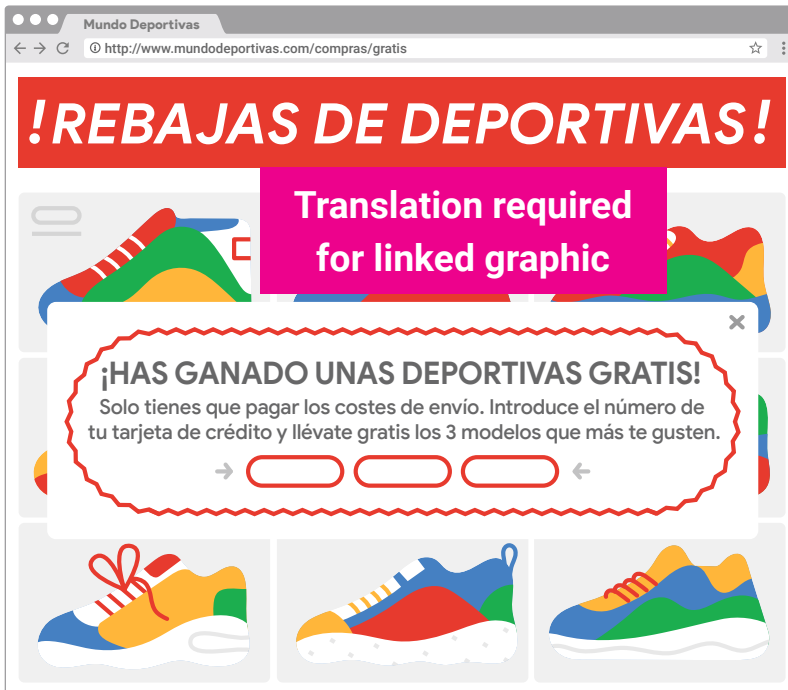 Mundo Deportivas
http://www.mundodeportivas.com/compras/gratis
!REBAJAS DE DEPORTIVAS!
Translation required
for linked graphic
¡HAS GANADO UNAS DEPORTIVAS GRATIS!
Solo tienes que pagar los costes de envío. Introduce el número de
tu tarjeta de crédito y llévate gratis los 3 modelos que más te gusten.